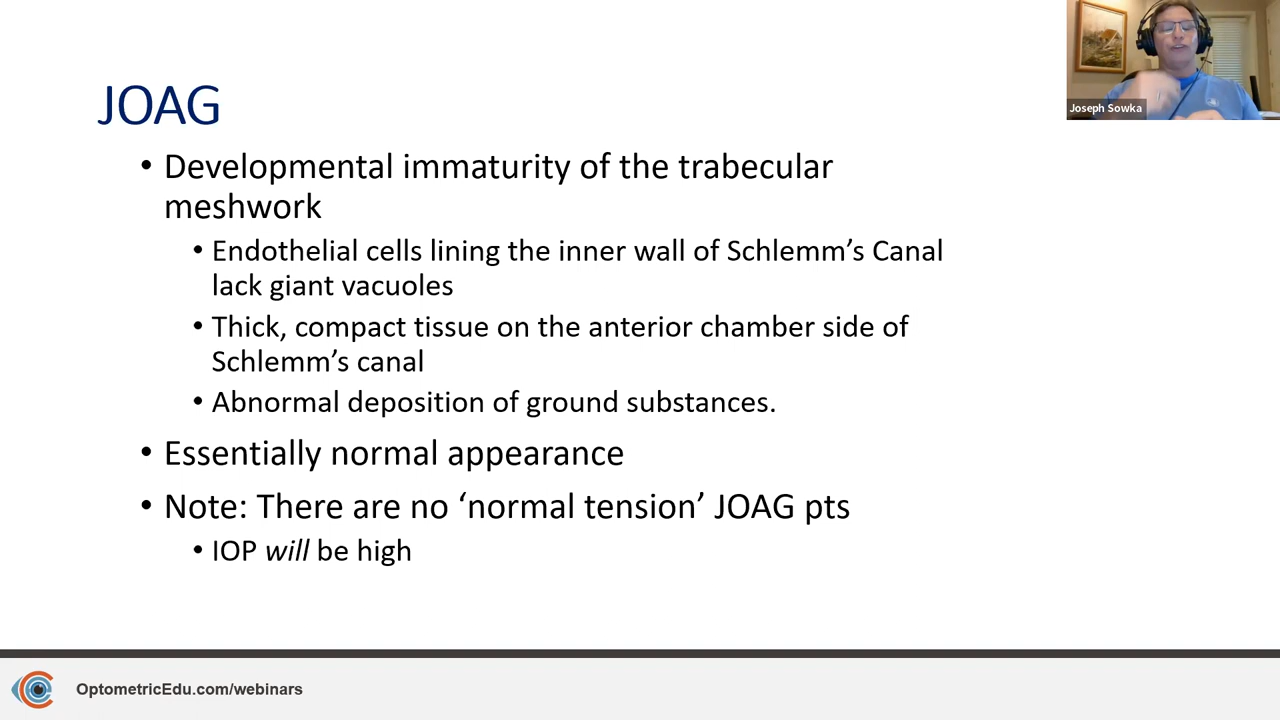 JOAG
• Developmental immaturity of the trabecular
meshwork
• Endothelial cells lining the inner wall of Schlemm’s Canal
lack giant vacuoles
• Thick, compact tissue on the anterior chamber side of
Schlemm’s canal
• Abnormal deposition of ground substances.
• Essentially normal appearance
• Note: There are no ‘normal tension’ JOAG pts
• IOP will be high
Joseph Sowka
OptometricEdu.com/webinars